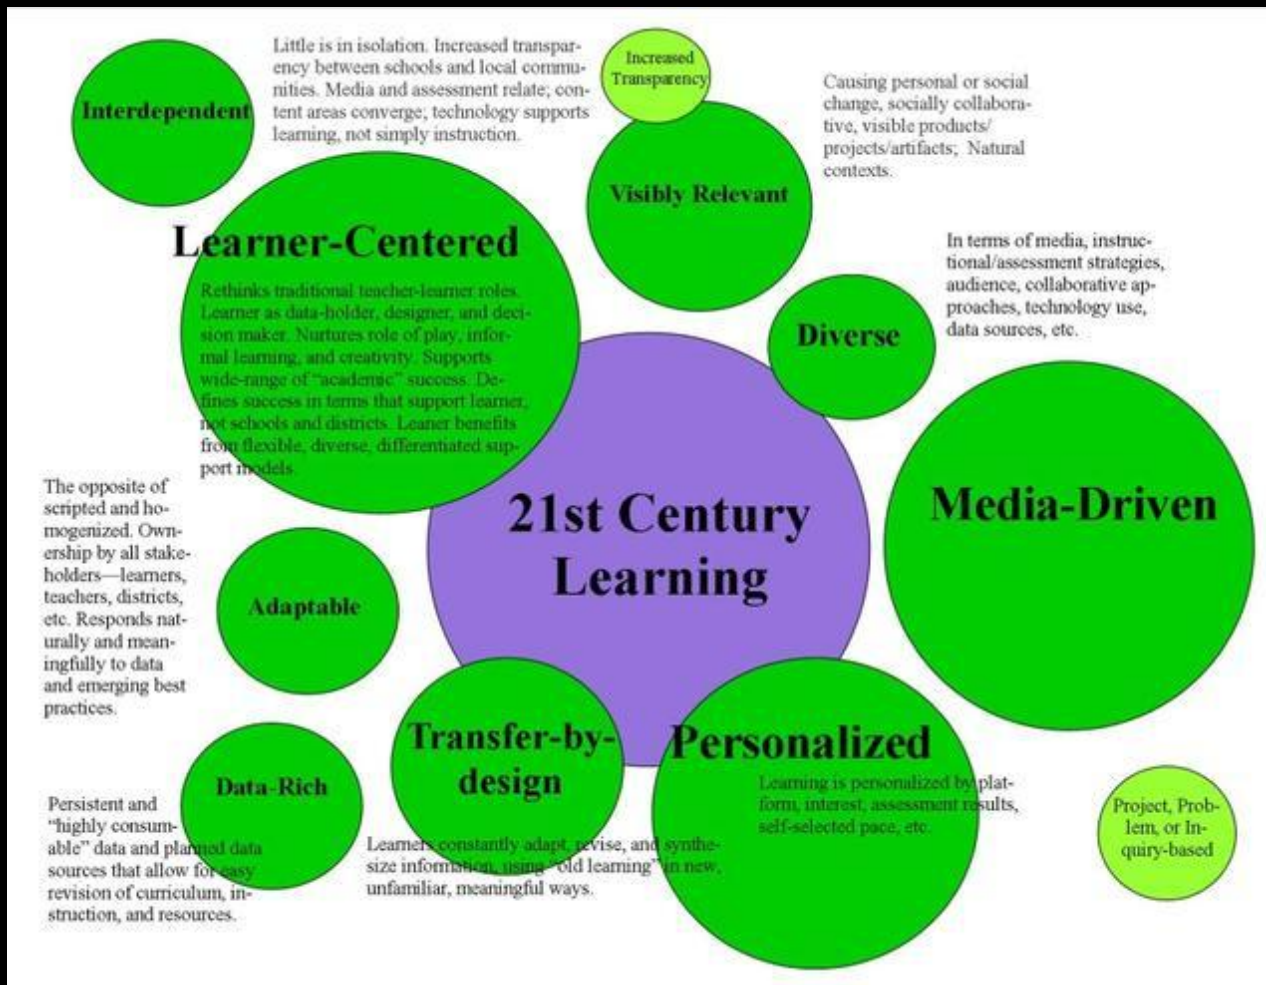 Interdependent
Little is in isolation. Increased transpar-
ency between schools and local commu-
nities. Media and assessment relate; con-
tent areas converge; technology supports
learning, not simply instruction.
Increased
Transparency
Visibly Relevant
Causing personal or social
change, socially collabora-
tive, visible products/
projects/artifacts; Natural
contexts.
Learner-Centered
Rethinks traditional teacher-learner roles.
Learner as data-holder, designer, and deci-
sion maker. Nurtures role of play, infor-
mal learning, and creativity. Supports
wide-range of “academic” success. De-
fines success in terms that support learner,
not schools and districts. Leaner benefits
from flexible, diverse, differentiated sup-
port models.
Diverse
In terms of media, instruc-
tional/assessment strategies,
audience, collaborative ap-
proaches, technology use,
data sources, etc.
21st Century
Learning
Media-Driven
Adaptable
The opposite of
scripted and ho-
mogenized. Own-
ership by all stake-
holders—learners,
teachers, districts,
etc. Responds nat-
urally and mean-
ingfully to data
and emerging best
practices.
Data-Rich
Persistent and
“highly consum-
able” data and planned data
sources that allow for easy
revision of curriculum, in-
struction, and resources.
Transfer-by-
design
Learners constantly adapt, revise, and synthe-
size information, using “old learning” in new,
unfamiliar, meaningful ways.
Personalized
Learning is personalized by plat-
form, interest, assessment results,
self-selected pace, etc.
Project, Prob-
lem, or In-
quiry-based